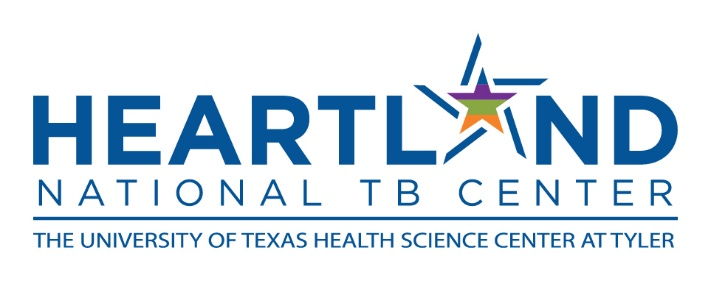 HEARTLAND
NATIONAL TB CENTER
THE UNIVERSITY OF TEXAS HEALTH SCIENCE CENTER AT TYLER